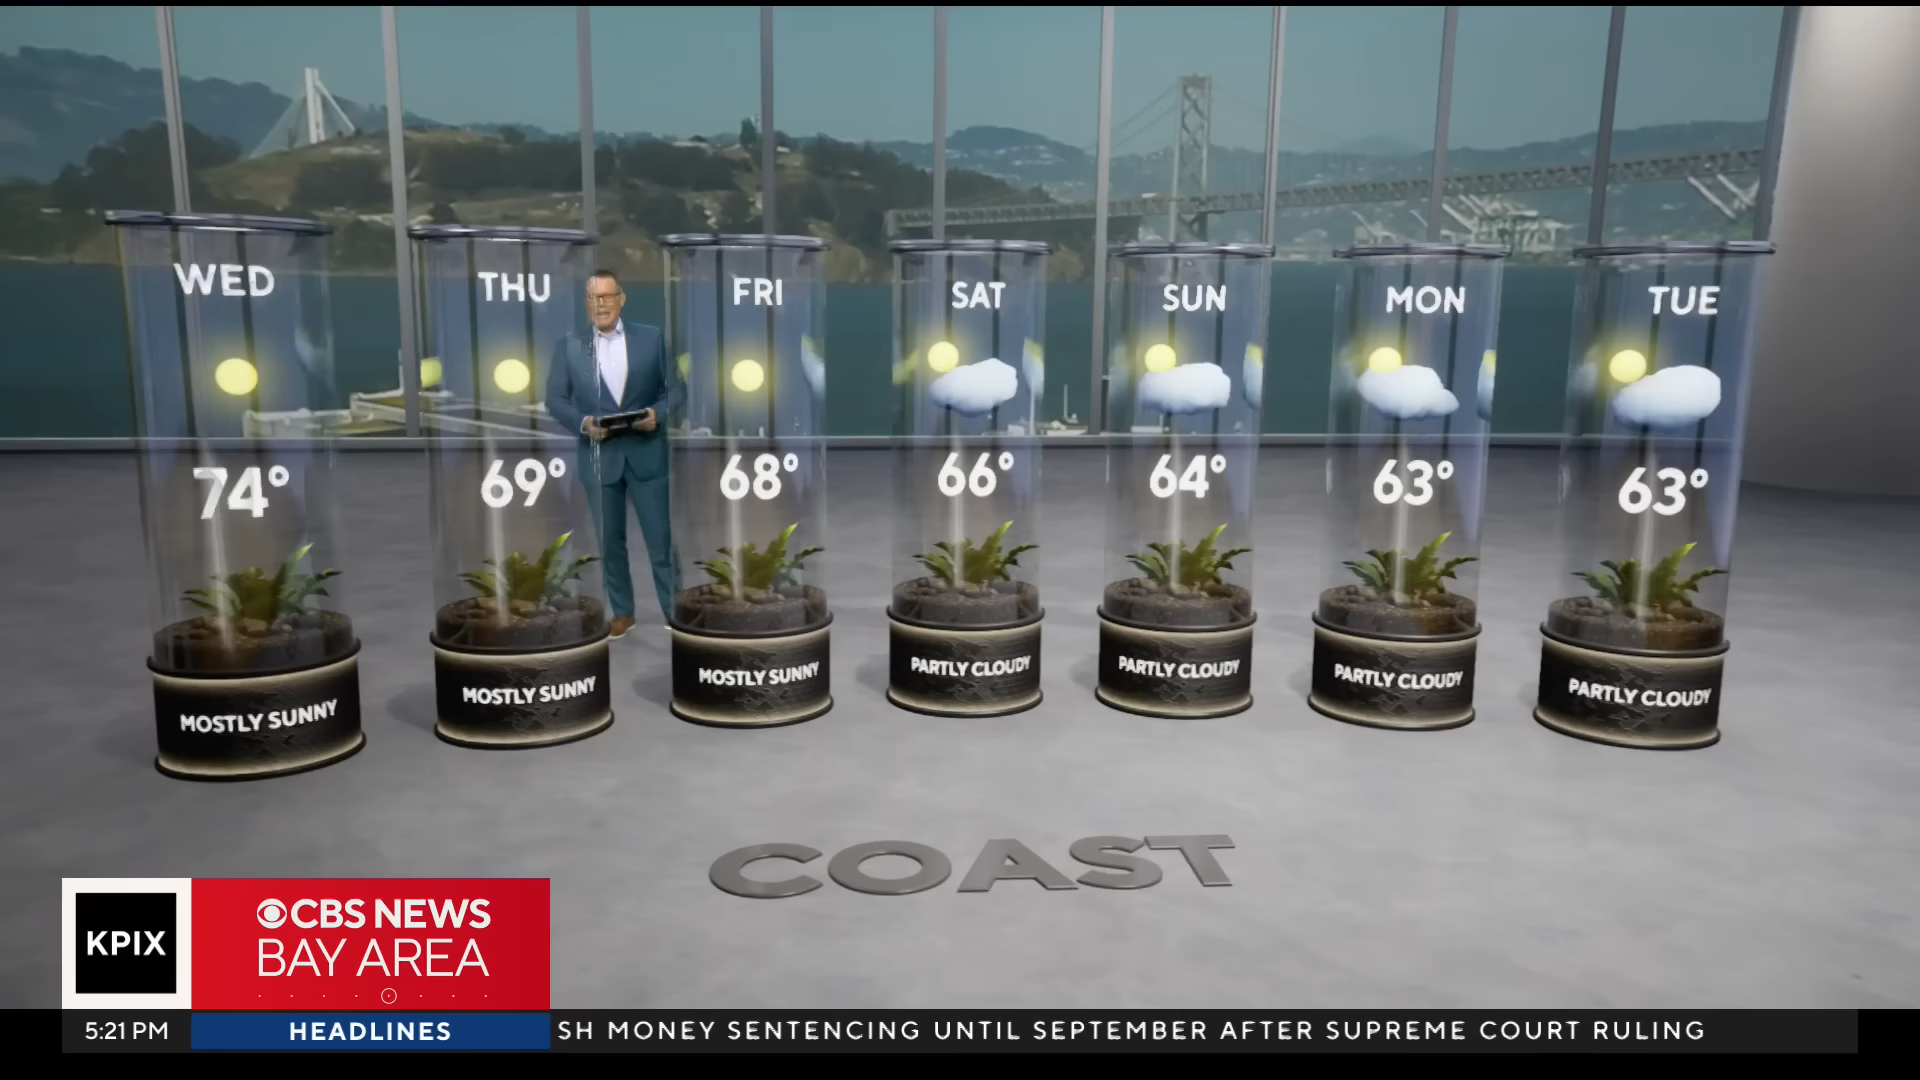 WED
THU
FRI
SAT
SUN
MON
TUE
74°
69°
68°
66°
64°
63°
63°
MOSTLY SUNNY
MOSTLY SUNNY
MOSTLY SUNNY
PARTLY CLOUDY
PARTLY CLOUDY
PARTLY CLOUDY
PARTLY CLOUDY
COAST
KPIX
CBS NEWS
BAY AREA
5:21 PM
HEADLINES
SH MONEY SENTENCING UNTIL SEPTEMBER AFTER SUPREME COURT RULING